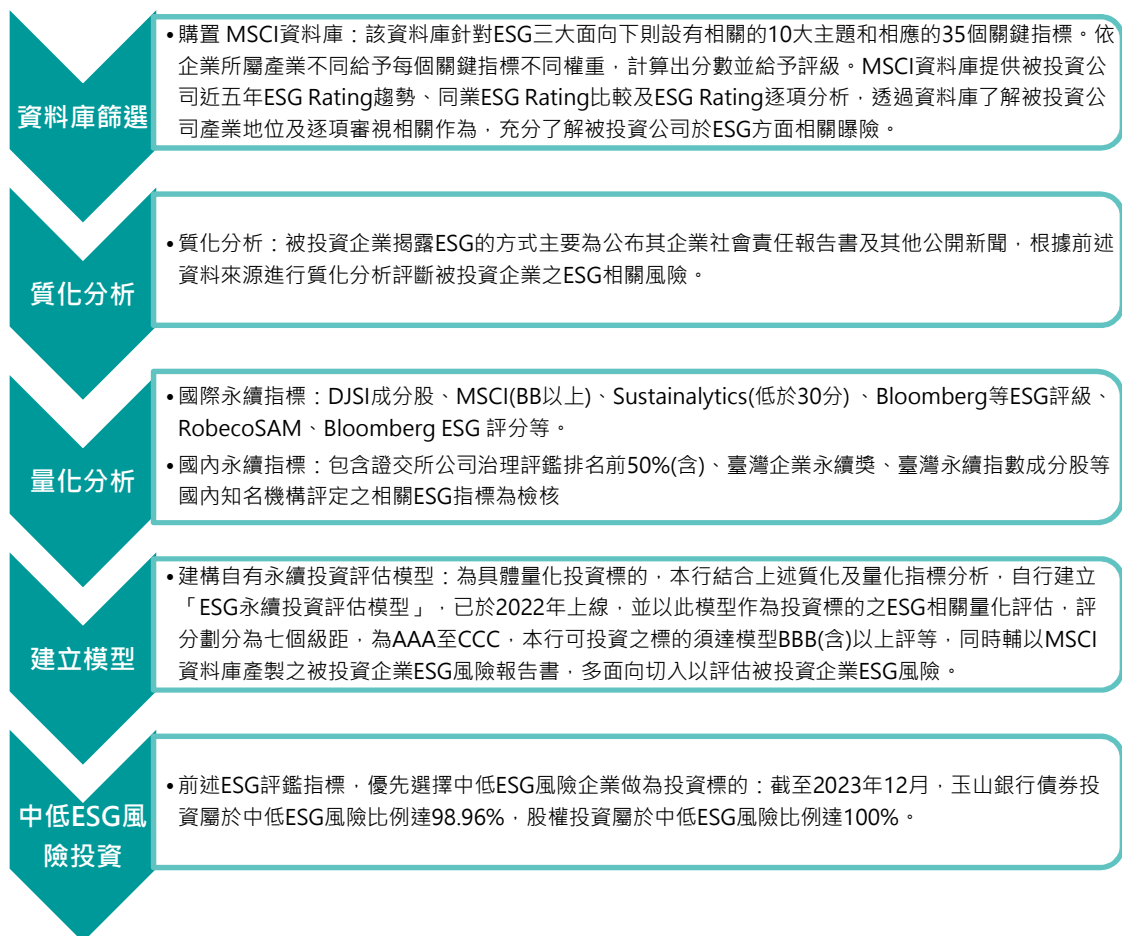 資料庫篩選
•購置 MSCI資料庫：該資料庫針對ESG三大面向下則設有相關的10大主題和相應的35個關鍵指標。依
企業所屬產業不同給予每個關鍵指標不同權重，計算出分數並給予評級。MSCI資料庫提供被投資公
司近五年ESG Rating趨勢、同業ESG Rating比較及ESG Rating逐項分析，透過資料庫了解被投資公
司產業地位及逐項審視相關作為，充分了解被投資公司於ESG方面相關曝險。
質化分析
•質化分析：被投資企業揭露ESG的方式主要為公布其企業社會責任報告書及其他公開新聞，根據前述
資料來源進行質化分析評斷被投資企業之ESG相關風險。
量化分析
•國際永續指標：DJSI成分股、MSCI(BB以上)、Sustainalytics(低於30分) 、Bloomberg等ESG評級、
RobecoSAM、Bloomberg ESG 評分等。
•國內永續指標：包含證交所公司治理評鑑排名前50%(含)、臺灣企業永續獎、臺灣永續指數成分股等
國內知名機構評定之相關ESG指標為檢核
建立模型
•建構自有永續投資評估模型：為具體量化投資標的，本行結合上述質化及量化指標分析，自行建立
「ESG永續投資評估模型」，已於2022年上線，並以此模型作為投資標的之ESG相關量化評估，評
分劃分為七個級距，為AAA至CCC，本行可投資之標的須達模型BBB(含)以上評等，同時輔以MSCI
資料庫產製之被投資企業ESG風險報告書，多面向切入以評估被投資企業ESG風險。
中低ESG風
險投資
•前述ESG評鑑指標，優先選擇中低ESG風險企業做為投資標的：截至2023年12月，玉山銀行債券投
資屬於中低ESG風險比例達98.96%，股權投資屬於中低ESG風險比例達100%。